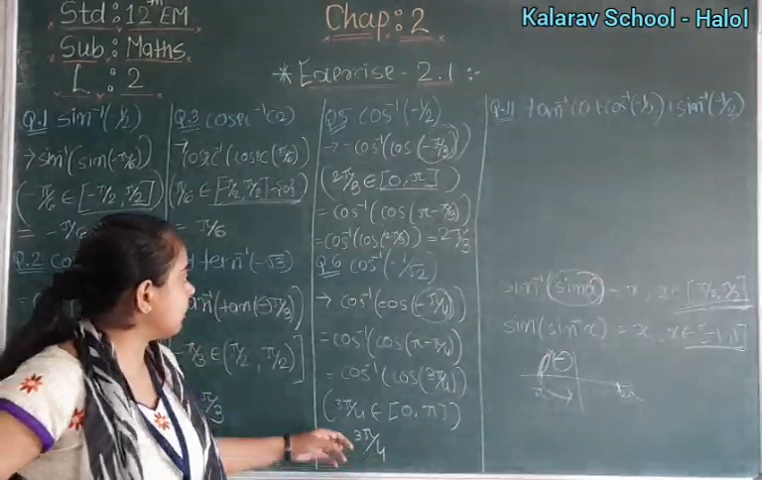 Kalarav School - Halol
Std : 12th EM
Sub : Maths
L : 2
Chap : 2
* Exercise - 2.1 :-
Q.1 sin⁻¹(-1/2)
→ sin⁻¹(sin(-π/6))
(-π/6 ∈ [-π/2, π/2])
= -π/6
Q.2
Q.3 cosec⁻¹(2)
cosec⁻¹(cosec(π/6)
(π/6 ∈ [-π/2, π/2] - {0})
= π/6
tan⁻¹(-√3)
tan⁻¹(tan(-π/3))
-π/3 ∈ (-π/2, π/2)
π/3
Q.5 cos⁻¹(-1/2)
→ cos⁻¹(cos(-π/3))
(2π/3 ∈ [0, π])
= cos⁻¹(cos(π-π/3)
= cos⁻¹(cos(2π/3)) = 2π/3
Q.6 cos⁻¹(-1/√2)
→ cos⁻¹(cos(-π/4))
= cos⁻¹(cos(π-π/4)
= cos⁻¹(cos(3π/4)
(3π/4 ∈ [0, π])
3π/4
Q.11 tan⁻¹(1)+cos⁻¹(-1/2)+sin⁻¹(-1/2)
sin⁻¹(sin x) = x, x ∈ [-π/2, π/2]
sin(sin⁻¹x) = x, x ∈ [-1, 1]